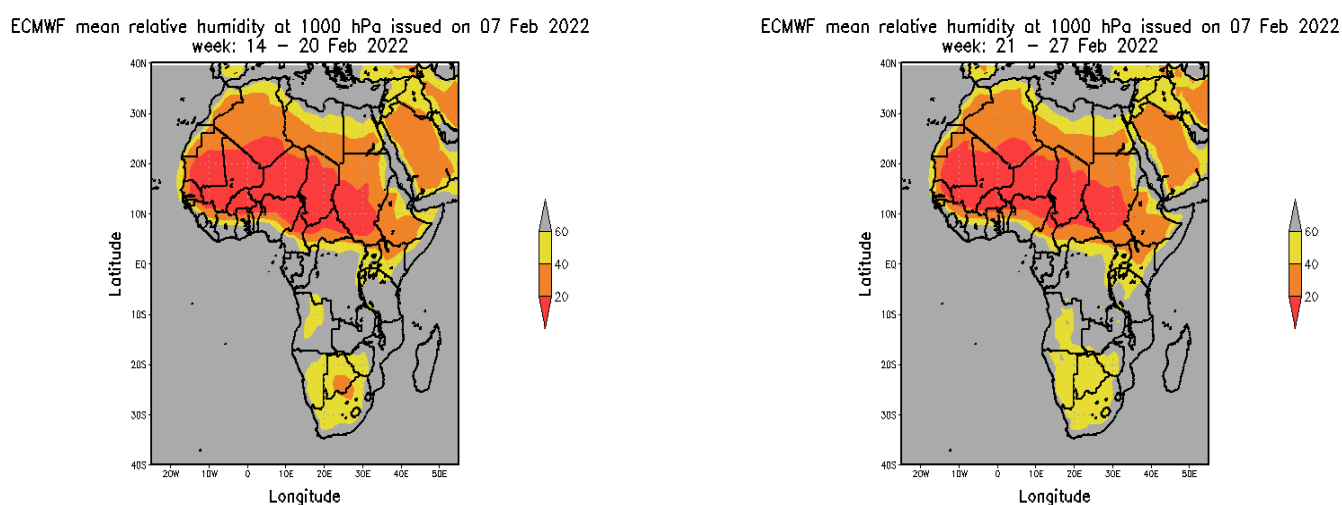 ECMWF mean relative humidity at 1000 hPa issued on 07 Feb 2022
week: 14 – 20 Feb 2022
40N
30N
20N
10N
EQ
10S
20S
30S
40S
Latitude
20W 10W 0 10E 20E 30E 40E 50E
Longitude
60
40
20
ECMWF mean relative humidity at 1000 hPa issued on 07 Feb 2022
week: 21 – 27 Feb 2022
40N
30N
20N
10N
EQ
10S
20S
30S
40S
Latitude
20W 10W 0 10E 20E 30E 40E 50E
Longitude
60
40
20